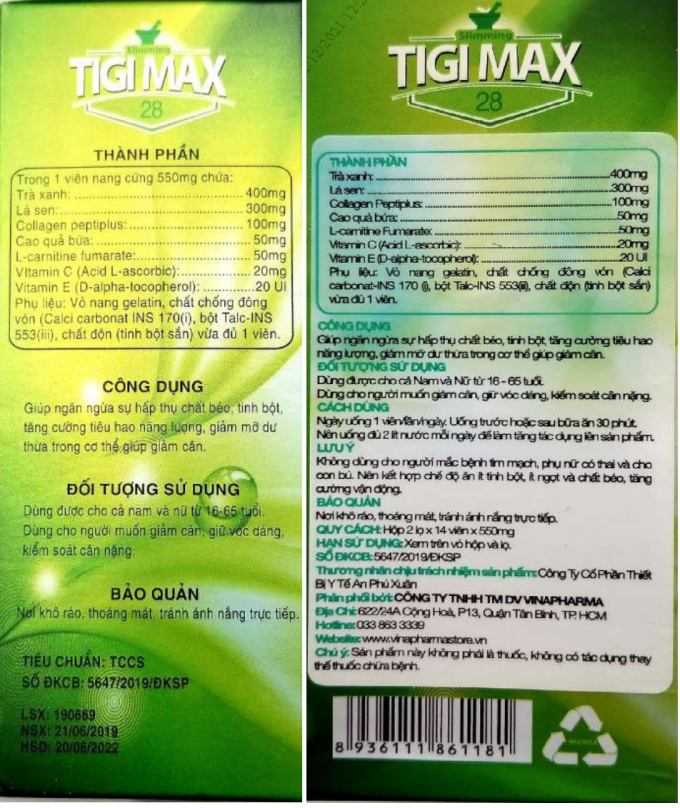 Slimming
TIGI MAX
28
THÀNH PHẦN
Trong 1 viên nang cứng 550mg chứa:
Trà xanh: ........ 400mg
Lá sen: ........ 300mg
Collagen peptiplus: ........ 100mg
Cao quả bứa: ........ 50mg
L-carnitine fumarate: ........ 50mg
Vitamin C (Acid L-ascorbic): ........ 20mg
Vitamin E (D-alpha-tocopherol): ........ 20 UI
Phụ liệu: Vỏ nang gelatin, chất chống đông
vón (Calci carbonat INS 170(i), bột Talc-INS
553(iii), chất độn (tinh bột sắn) vừa đủ 1 viên.
CÔNG DỤNG
Giúp ngăn ngừa sự hấp thụ chất béo, tinh bột,
tăng cường tiêu hao năng lượng, giảm mỡ dư
thừa trong cơ thể giúp giảm cân.
ĐỐI TƯỢNG SỬ DỤNG
Dùng được cho cả nam và nữ từ 16-65 tuổi.
Dùng cho người muốn giảm cân, giữ vóc dáng,
kiểm soát cân nặng.
BẢO QUẢN
Nơi khô ráo, thoáng mát, tránh ánh nắng trực tiếp.
TIÊU CHUẨN: TCCS
SỐ ĐKCB: 5647/2019/ĐKSP
LSX: 190669
NSX: 21/06/2019
HSD: 20/06/2022
Slimming
TIGI MAX
28
THÀNH PHẦN
Trà xanh: ........ 400mg
Lá sen: ........ 300mg
Collagen Peptiplus: ........ 100mg
Cao quả bứa: ........ 50mg
L-carnitine Fumarate: ........ 50mg
Vitamin C (Acid L-ascorbic): ........ 20mg
Vitamin E (D-alpha-tocopherol): ........ 20 UI
Phụ liệu: Vỏ nang gelatin, chất chống đông vón (Calci
carbonat-INS 170 (i), bột Talc-INS 553(iii), chất độn (tinh bột sắn)
vừa đủ 1 viên.
CÔNG DỤNG
Giúp ngăn ngừa sự hấp thụ chất béo, tinh bột, tăng cường tiêu hao
năng lượng, giảm mỡ dư thừa trong cơ thể giúp giảm cân.
ĐỐI TƯỢNG SỬ DỤNG
Dùng được cho cả Nam và Nữ từ 16 - 65 tuổi.
Dùng cho người muốn giảm cân, giữ vóc dáng, kiểm soát cân nặng.
CÁCH DÙNG
Ngày uống 1 viên/lần/ngày. Uống trước hoặc sau bữa ăn 30 phút.
Nên uống đủ 2 lít nước mỗi ngày để làm tăng tác dụng lên sản phẩm.
LƯU Ý
Không dùng cho người mắc bệnh tim mạch, phụ nữ có thai và cho
con bú. Nên kết hợp chế độ ăn ít tinh bột, ít ngọt và chất béo, tăng
cường vận động.
BẢO QUẢN
Nơi khô ráo, thoáng mát, tránh ánh nắng trực tiếp.
QUY CÁCH: Hộp 2 lọ x 14 viên x 550mg
HẠN SỬ DỤNG: Xem trên vỏ hộp và lọ.
SỐ ĐKCB: 5647/2019/ĐKSP
Thương nhân chịu trách nhiệm sản phẩm: Công Ty Cổ Phần Thiết
Bị Y Tế An Phú Xuân
Phân phối bởi: CÔNG TY TNHH TM DV VINAPHARMA
Địa Chỉ: 622/24A Cộng Hoà, P13, Quận Tân Bình, TP. HCM
Hotline: 033 863 3339
Website: www.vinapharmastore.vn
Chú ý: Sản phẩm này không phải là thuốc, không có tác dụng thay
thế thuốc chữa bệnh.
8 936111 861181